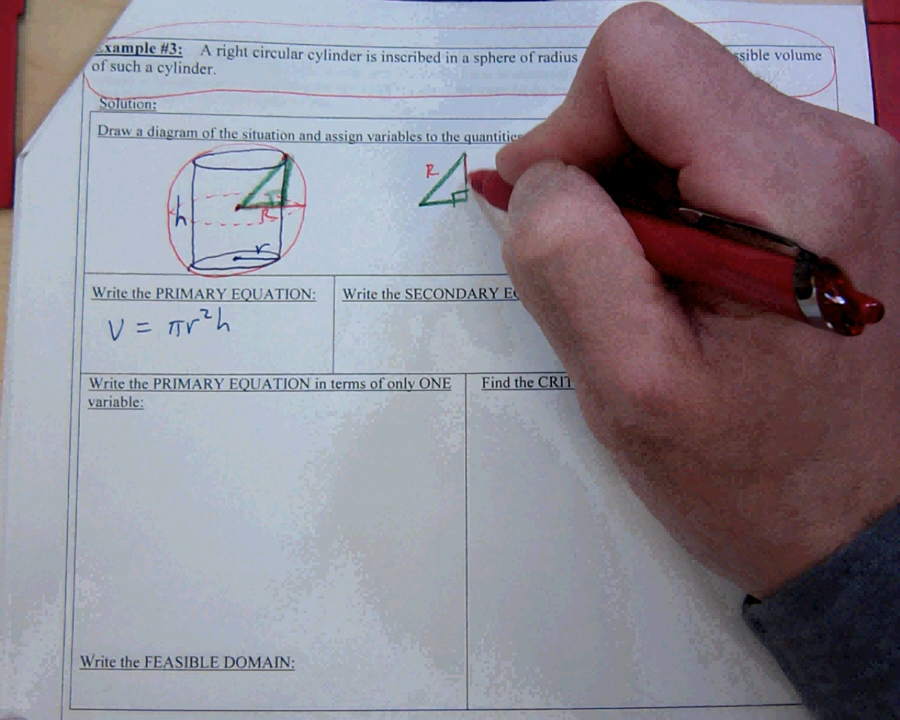 xample #3: A right circular cylinder is inscribed in a sphere of radius ssible volume
of such a cylinder.
Solution:
Draw a diagram of the situation and assign variables to the quantitie
h
R
r
R
Write the PRIMARY EQUATION:
V = πr²h
Write the SECONDARY E
Write the PRIMARY EQUATION in terms of only ONE
variable:
Find the CRIT
Write the FEASIBLE DOMAIN: